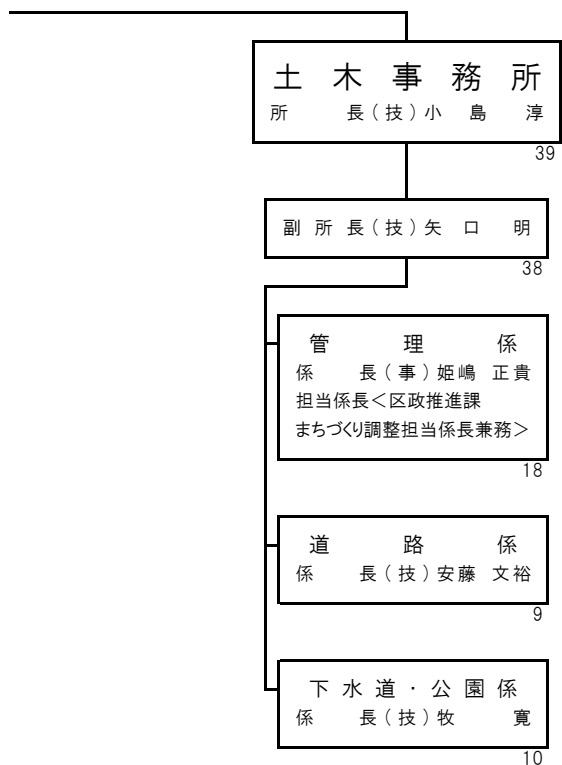 土木事務所
所長(技)小島淳
39
副所長(技)矢口明
38
管理係
係長(事)姫嶋 正貴
担当係長＜区政推進課
まちづくり調整担当係長兼務＞
18
道路係
係長(技)安藤 文裕
9
下水道・公園係
係長(技)牧寛
10